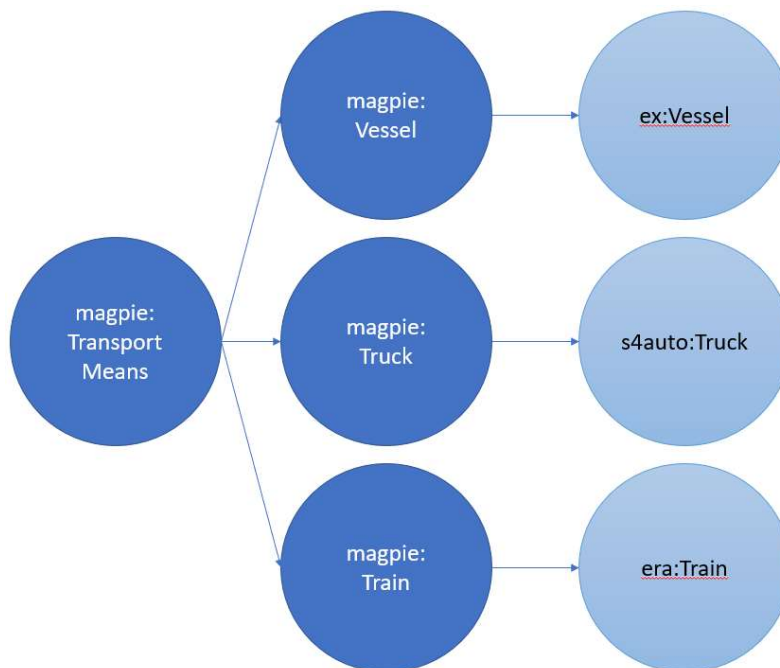 magpie:
Vessel
ex:Vessel
magpie:
Transport
Means
magpie:
Truck
s4auto:Truck
magpie:
Train
era:Train